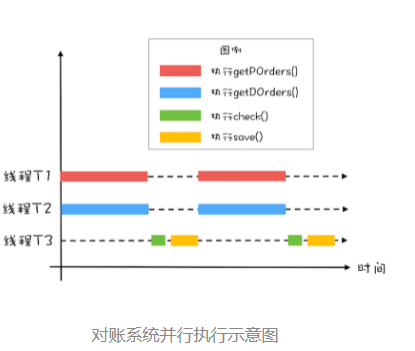 图例
执行getPOrders()
执行getDOrders()
执行check()
执行save()
线程T1
线程T2
线程T3
时间
对账系统并行执行示意图